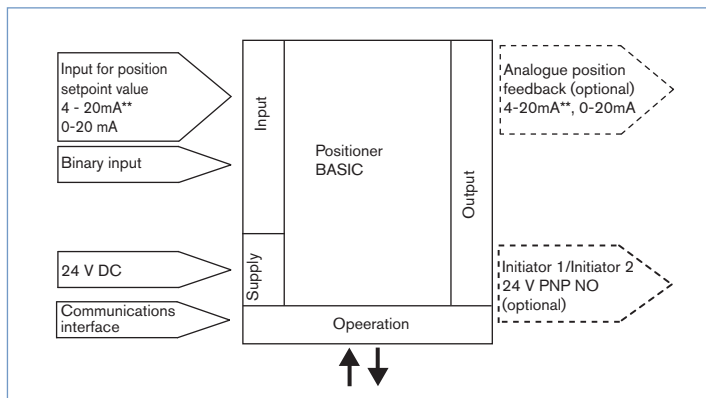 Input for position
setpoint value
4 - 20mA**
0-20 mA
Binary input
24 V DC
Communications
interface
Input
Supply
Positioner
BASIC
Output
Opeeration
Analogue position
feedback (optional)
4-20mA**, 0-20mA
Initiator 1/Initiator 2
24 V PNP NO
(optional)